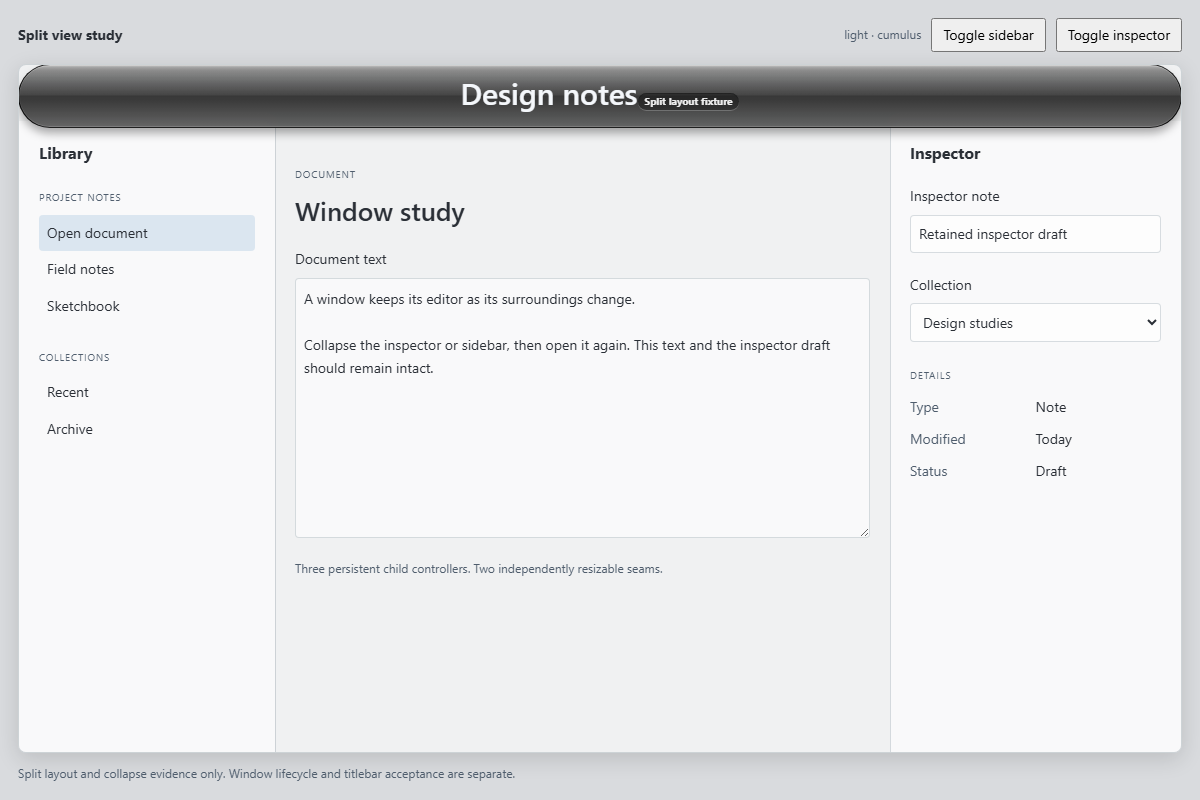 Split view study
light · cumulus
Toggle sidebar
Toggle inspector
Design notes
Split layout fixture
Library
PROJECT NOTES
Open document
Field notes
Sketchbook
COLLECTIONS
Recent
Archive
DOCUMENT
Window study
Document text
A window keeps its editor as its surroundings change.
Collapse the inspector or sidebar, then open it again. This text and the inspector draft
should remain intact.
Three persistent child controllers. Two independently resizable seams.
Inspector
Inspector note
Retained inspector draft
Collection
Design studies
DETAILS
Type Note
Modified Today
Status Draft
Split layout and collapse evidence only. Window lifecycle and titlebar acceptance are separate.